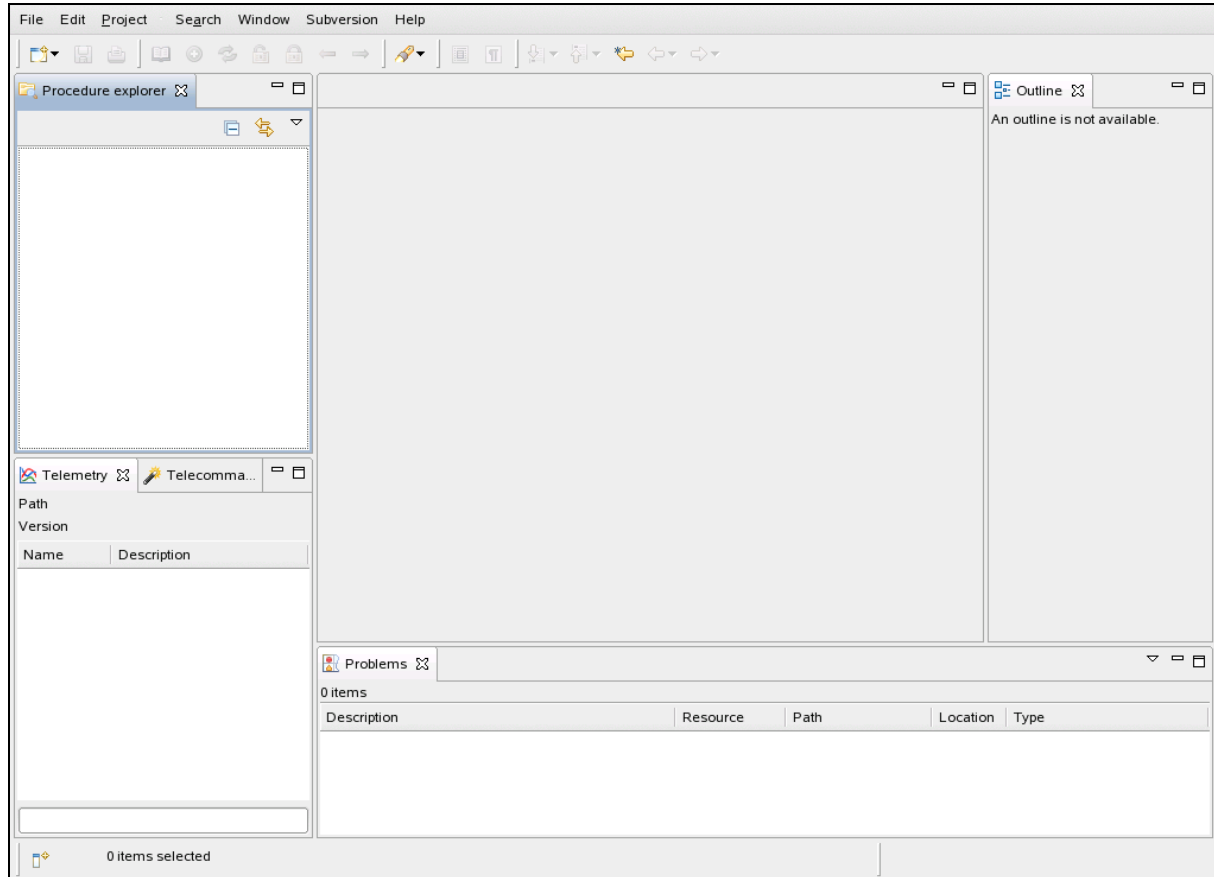 File Edit Project Search Window Subversion Help
Procedure explorer
Outline
An outline is not available.
Telemetry Telecomma...
Path
Version
Name Description
Problems
0 items
Description Resource Path Location Type
0 items selected